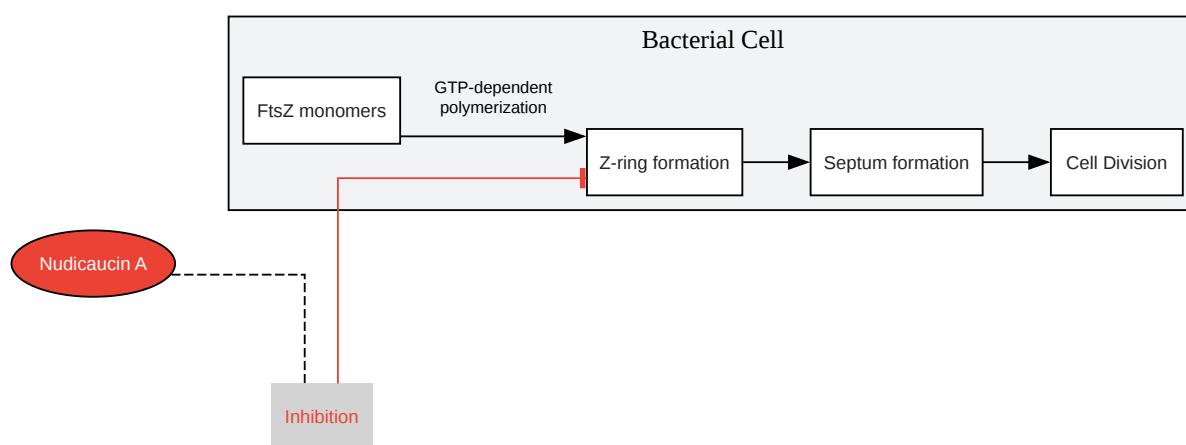 Bacterial Cell
GTP-dependent
polymerization
FtsZ monomers
Z-ring formation
Septum formation
Cell Division
Nudicaucin A
Inhibition